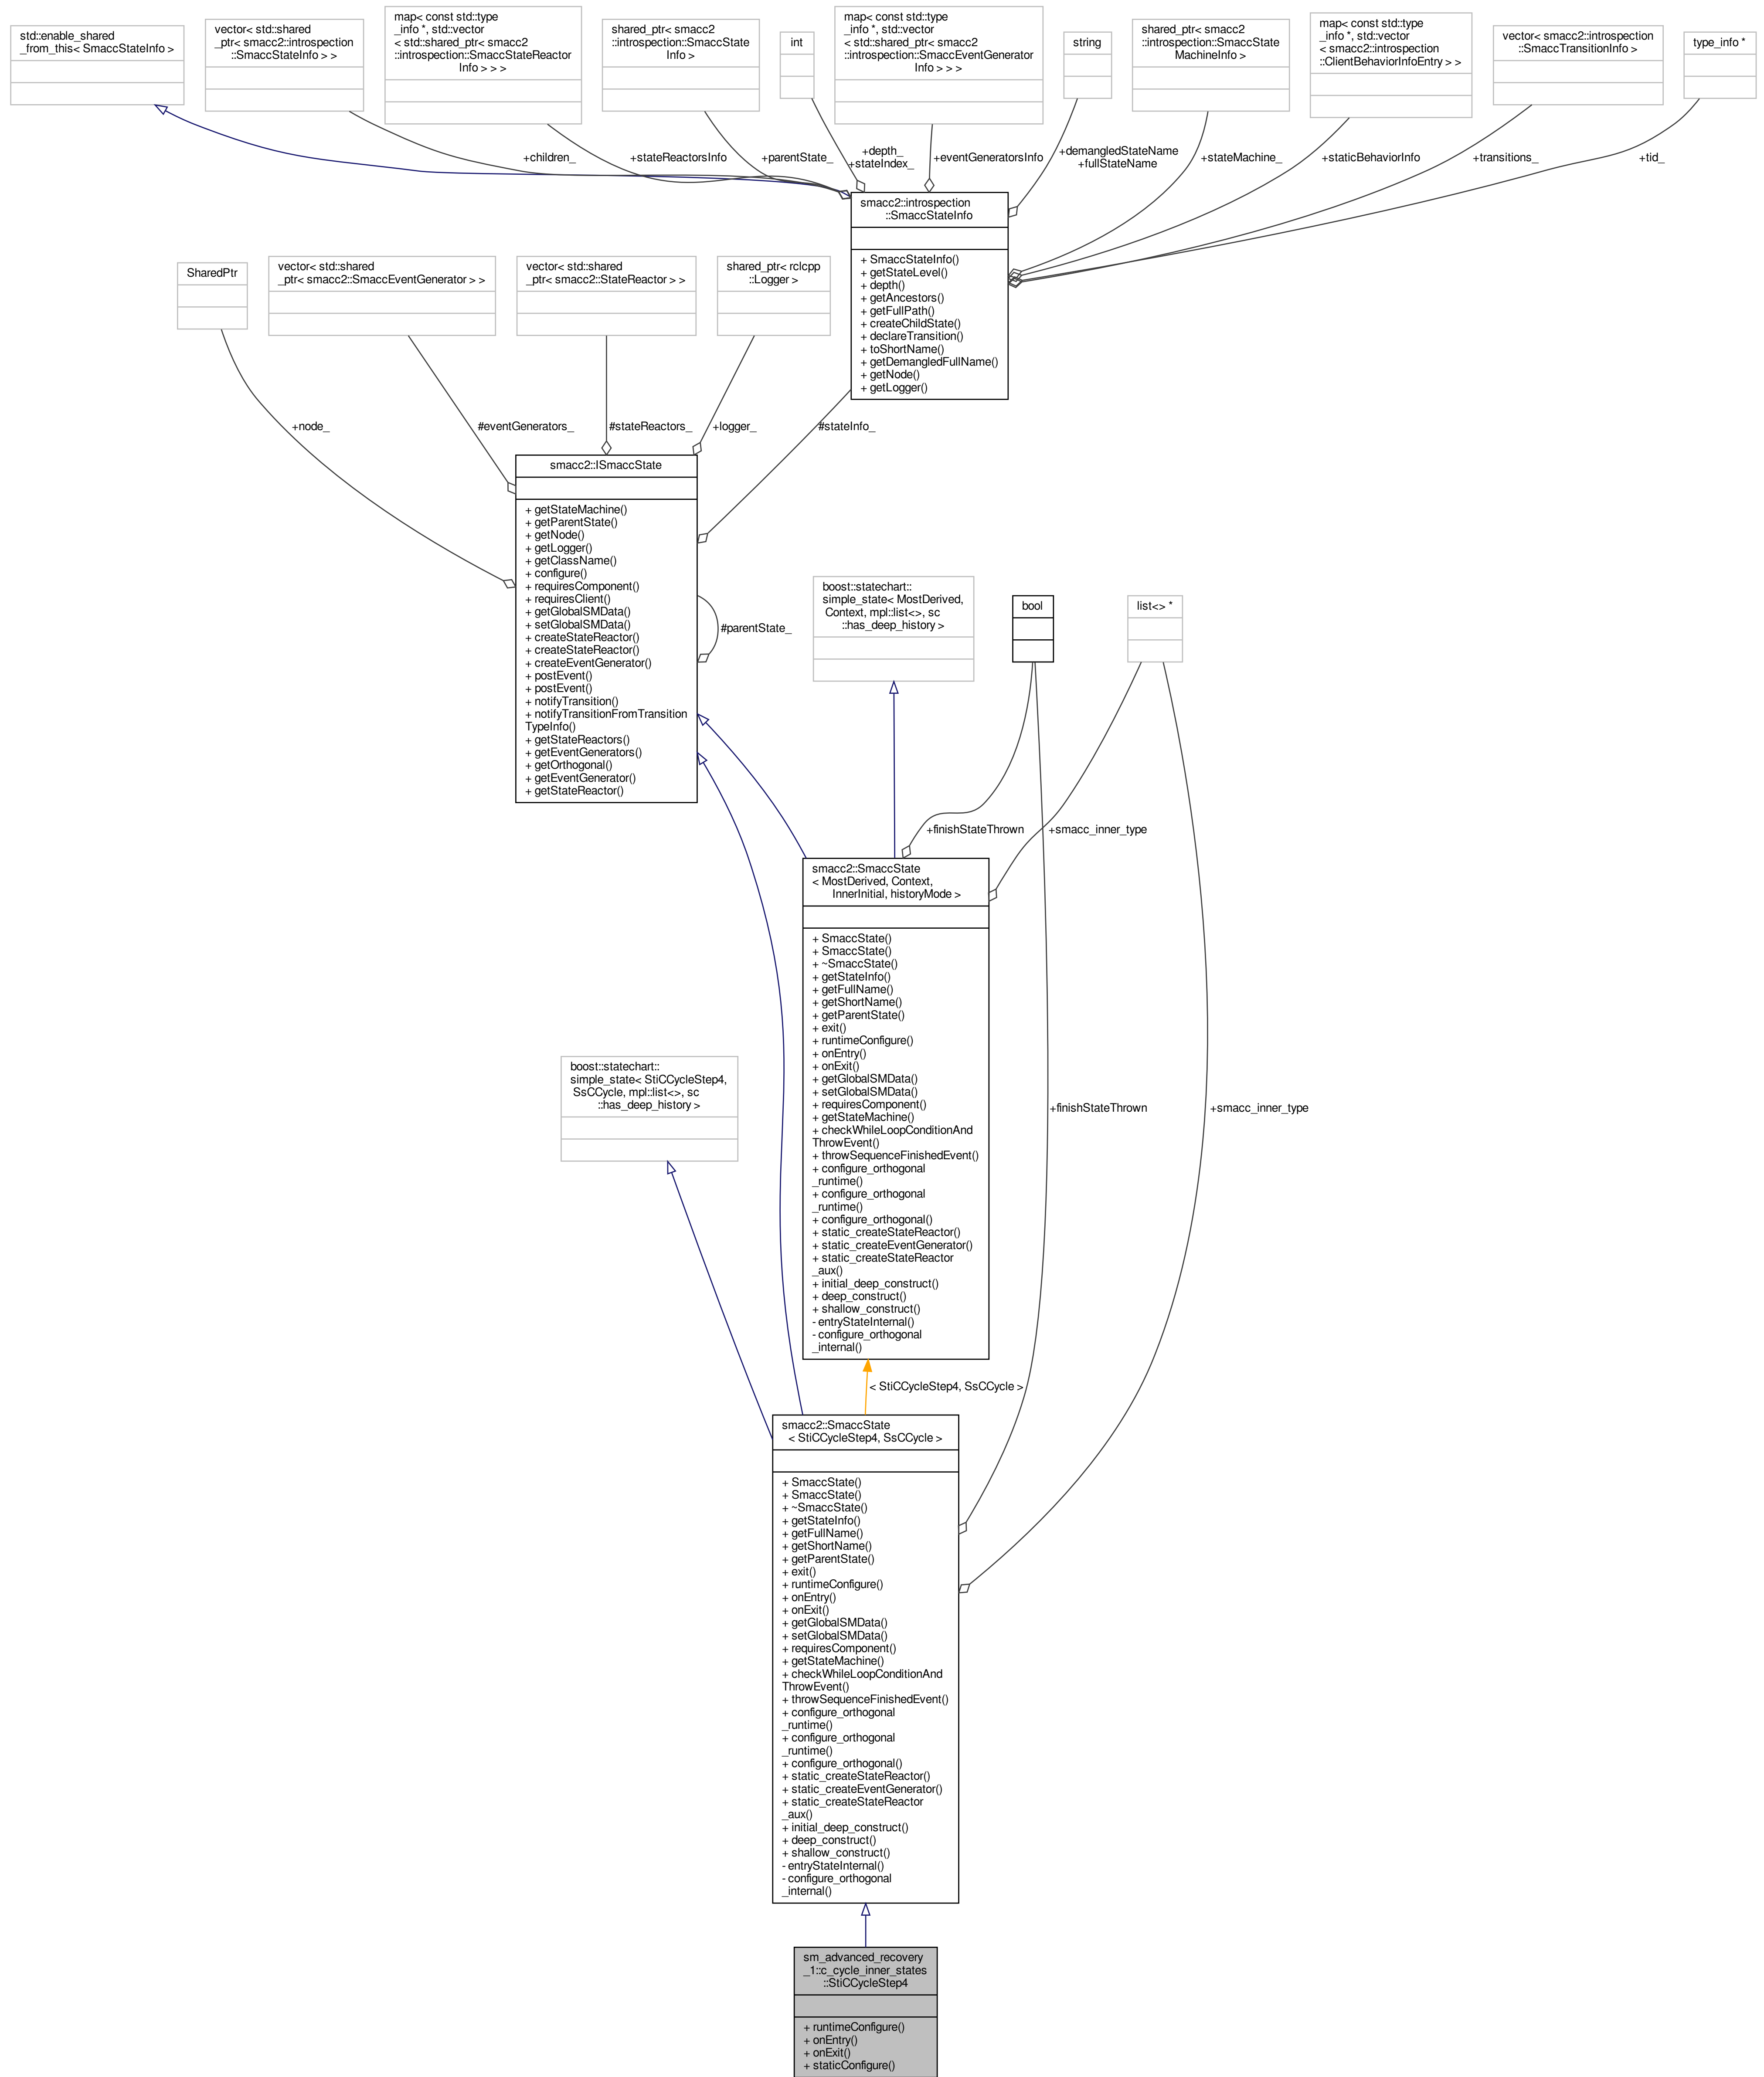 std::enable_shared
_from_this< SmaccStateInfo >
vector< std::shared
_ptr< smacc2::introspection
::SmaccStateInfo > >
map< const std::type
_info *, std::vector
< std::shared_ptr< smacc2
::introspection::SmaccStateReactor
Info > > >
shared_ptr< smacc2
::introspection::SmaccState
Info >
int
map< const std::type
_info *, std::vector
< std::shared_ptr< smacc2
::introspection::SmaccEventGenerator
Info > > >
string
shared_ptr< smacc2
::introspection::SmaccState
MachineInfo >
map< const std::type
_info *, std::vector
< smacc2::introspection
::ClientBehaviorInfoEntry > >
vector< smacc2::introspection
::SmaccTransitionInfo >
type_info *
+children_
+stateReactorsInfo
+parentState_
+depth_
+stateIndex_
+eventGeneratorsInfo
+demangledStateName
+fullStateName
+stateMachine_
+staticBehaviorInfo
+transitions_
+tid_
smacc2::introspection
::SmaccStateInfo
+ SmaccStateInfo()
+ getStateLevel()
+ depth()
+ getAncestors()
+ getFullPath()
+ createChildState()
+ declareTransition()
+ toShortName()
+ getDemangledFullName()
+ getNode()
+ getLogger()
SharedPtr
vector< std::shared
_ptr< smacc2::SmaccEventGenerator > >
vector< std::shared
_ptr< smacc2::StateReactor > >
shared_ptr< rclcpp
::Logger >
+node_
#eventGenerators_
#stateReactors_
+logger_
#stateInfo_
smacc2::ISmaccState
+ getStateMachine()
+ getParentState()
+ getNode()
+ getLogger()
+ getClassName()
+ configure()
+ requiresComponent()
+ requiresClient()
+ getGlobalSMData()
+ setGlobalSMData()
+ createStateReactor()
+ createStateReactor()
+ createEventGenerator()
+ postEvent()
+ postEvent()
+ notifyTransition()
+ notifyTransitionFromTransition
TypeInfo()
+ getStateReactors()
+ getEventGenerators()
+ getOrthogonal()
+ getEventGenerator()
+ getStateReactor()
#parentState_
boost::statechart::
simple_state< MostDerived,
Context, mpl::list<>, sc
::has_deep_history >
bool
list<> *
+finishStateThrown
+smacc_inner_type
smacc2::SmaccState
< MostDerived, Context,
InnerInitial, historyMode >
+ SmaccState()
+ SmaccState()
+ ~SmaccState()
+ getStateInfo()
+ getFullName()
+ getShortName()
+ getParentState()
+ exit()
+ runtimeConfigure()
+ onEntry()
+ onExit()
+ getGlobalSMData()
+ setGlobalSMData()
+ requiresComponent()
+ getStateMachine()
+ checkWhileLoopConditionAnd
ThrowEvent()
+ throwSequenceFinishedEvent()
+ configure_orthogonal
_runtime()
+ configure_orthogonal
_runtime()
+ configure_orthogonal()
+ static_createStateReactor()
+ static_createEventGenerator()
+ static_createStateReactor
_aux()
+ initial_deep_construct()
+ deep_construct()
+ shallow_construct()
- entryStateInternal()
- configure_orthogonal
_internal()
boost::statechart::
simple_state< StiCCycleStep4,
SsCCycle, mpl::list<>, sc
::has_deep_history >
+finishStateThrown
+smacc_inner_type
< StiCCycleStep4, SsCCycle >
smacc2::SmaccState
< StiCCycleStep4, SsCCycle >
+ SmaccState()
+ SmaccState()
+ ~SmaccState()
+ getStateInfo()
+ getFullName()
+ getShortName()
+ getParentState()
+ exit()
+ runtimeConfigure()
+ onEntry()
+ onExit()
+ getGlobalSMData()
+ setGlobalSMData()
+ requiresComponent()
+ getStateMachine()
+ checkWhileLoopConditionAnd
ThrowEvent()
+ throwSequenceFinishedEvent()
+ configure_orthogonal
_runtime()
+ configure_orthogonal
_runtime()
+ configure_orthogonal()
+ static_createStateReactor()
+ static_createEventGenerator()
+ static_createStateReactor
_aux()
+ initial_deep_construct()
+ deep_construct()
+ shallow_construct()
- entryStateInternal()
- configure_orthogonal
_internal()
sm_advanced_recovery
_1::c_cycle_inner_states
::StiCCycleStep4
+ runtimeConfigure()
+ onEntry()
+ onExit()
+ staticConfigure()